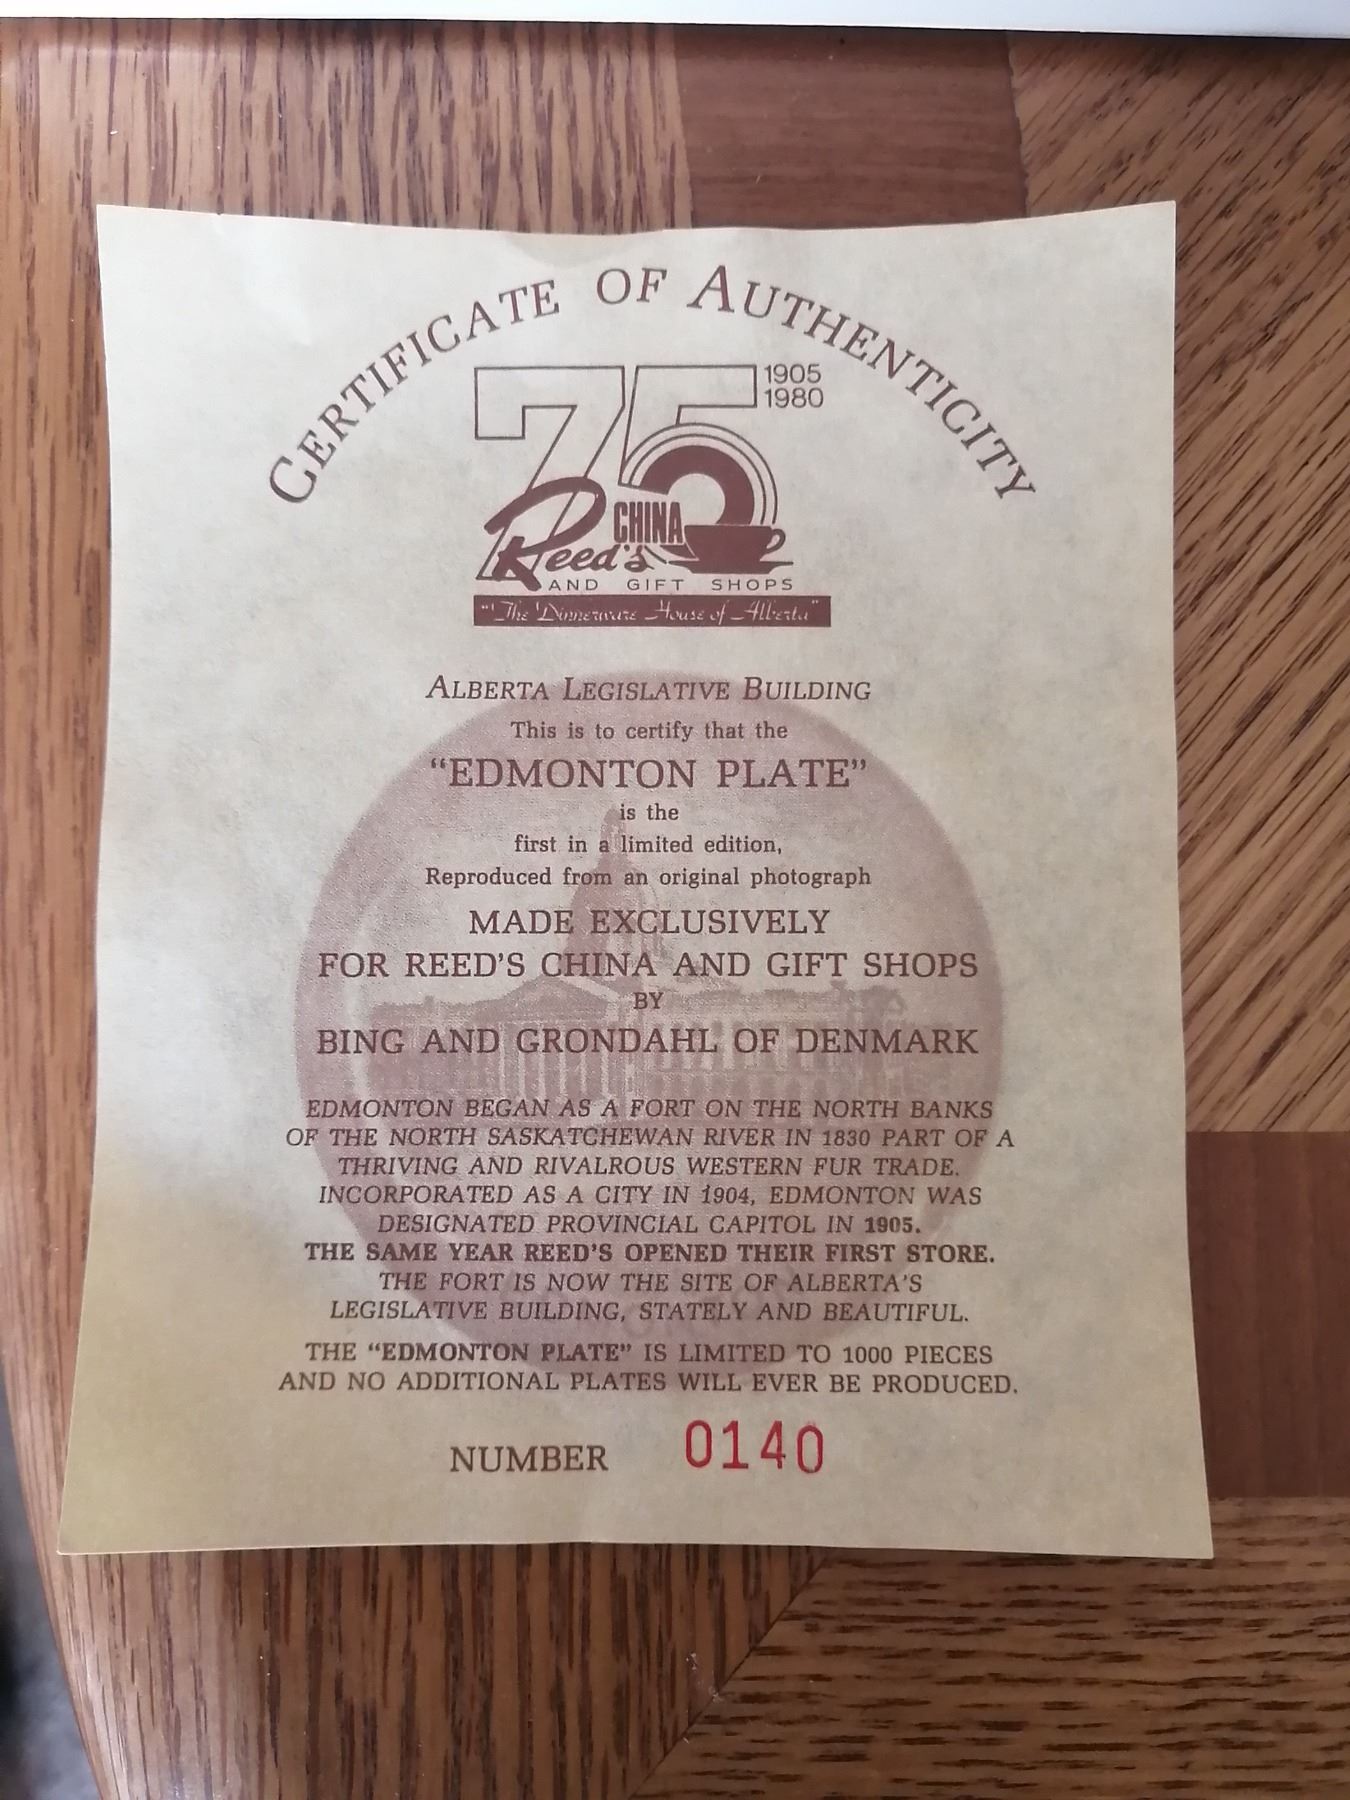 CERTIFICATE OF AUTHENTICITY
75
1905
1980
Reed's CHINA
AND GIFT SHOPS
"The Dinnerware House of Alberta"
ALBERTA LEGISLATIVE BUILDING
This is to certify that the
“EDMONTON PLATE”
is the
first in a limited edition,
Reproduced from an original photograph
MADE EXCLUSIVELY
FOR REED'S CHINA AND GIFT SHOPS
BY
BING AND GRONDAHL OF DENMARK
EDMONTON BEGAN AS A FORT ON THE NORTH BANKS
OF THE NORTH SASKATCHEWAN RIVER IN 1830 PART OF A
THRIVING AND RIVALROUS WESTERN FUR TRADE.
INCORPORATED AS A CITY IN 1904, EDMONTON WAS
DESIGNATED PROVINCIAL CAPITOL IN 1905.
THE SAME YEAR REED'S OPENED THEIR FIRST STORE.
THE FORT IS NOW THE SITE OF ALBERTA'S
LEGISLATIVE BUILDING, STATELY AND BEAUTIFUL.
THE “EDMONTON PLATE” IS LIMITED TO 1000 PIECES
AND NO ADDITIONAL PLATES WILL EVER BE PRODUCED.
NUMBER 0140